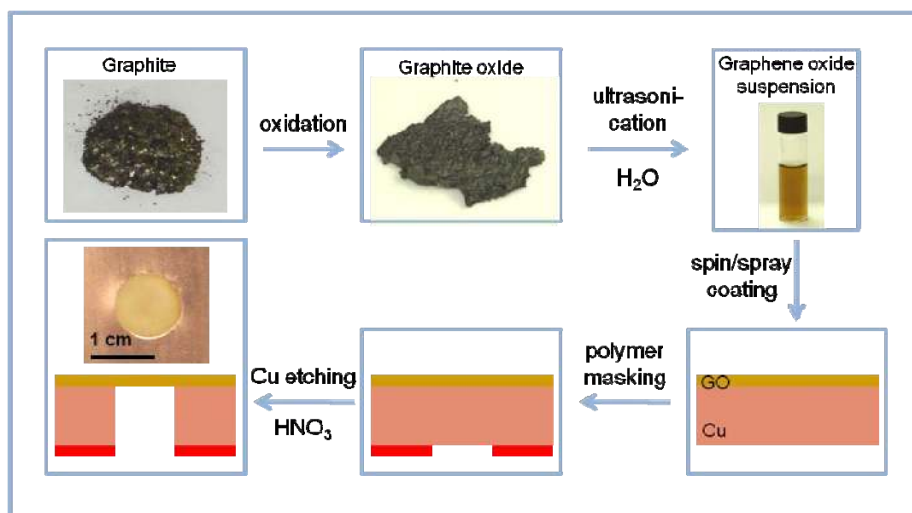 Graphite
oxidation
Graphite oxide
ultrasoni-
cation
H₂O
Graphene oxide
suspension
spin/spray
coating
GO
Cu
polymer
masking
Cu etching
HNO₃
1 cm